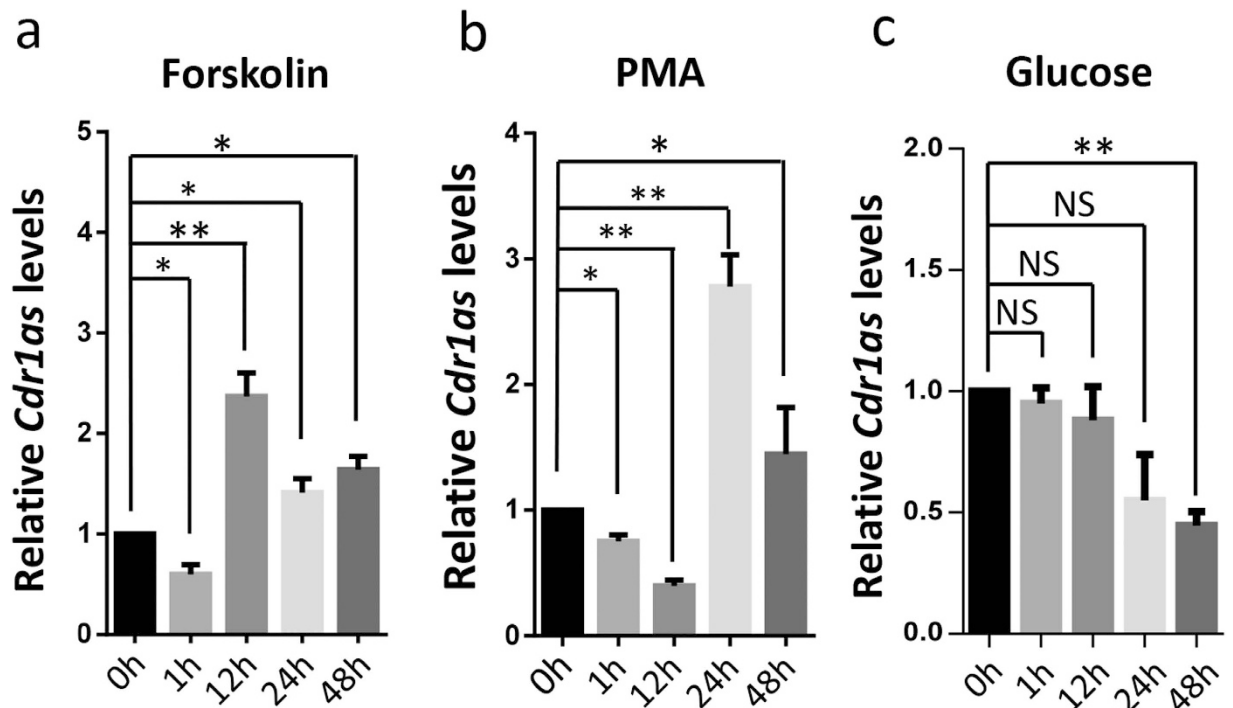 a
Forskolin
Relative Cdr1as levels
5
4
3
2
1
0
*
*
**
*
0h
1h
12h
24h
48h
b
PMA
Relative Cdr1as levels
4
3
2
1
0
*
**
**
*
0h
1h
12h
24h
48h
c
Glucose
Relative Cdr1as levels
2.0
1.5
1.0
0.5
0.0
**
NS
NS
NS
0h
1h
12h
24h
48h